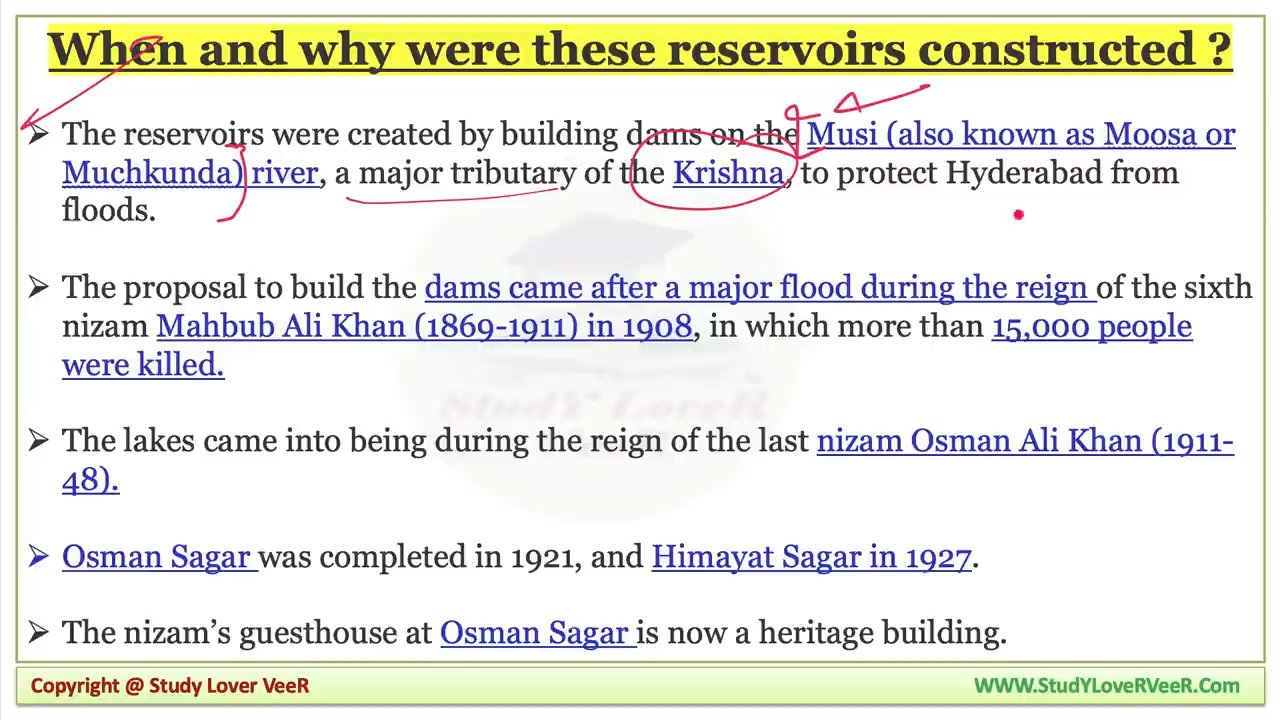 When and why were these reservoirs constructed ?
➢ The reservoirs were created by building dams on the Musi (also known as Moosa or
Muchkunda) river, a major tributary of the Krishna, to protect Hyderabad from
floods.
➢ The proposal to build the dams came after a major flood during the reign of the sixth
nizam Mahbub Ali Khan (1869-1911) in 1908, in which more than 15,000 people
were killed.
➢ The lakes came into being during the reign of the last nizam Osman Ali Khan (1911-
48).
➢ Osman Sagar was completed in 1921, and Himayat Sagar in 1927.
➢ The nizam’s guesthouse at Osman Sagar is now a heritage building.
StudY LoveR
Copyright @ Study Lover VeeR
WWW.StudYLoveRVeeR.Com